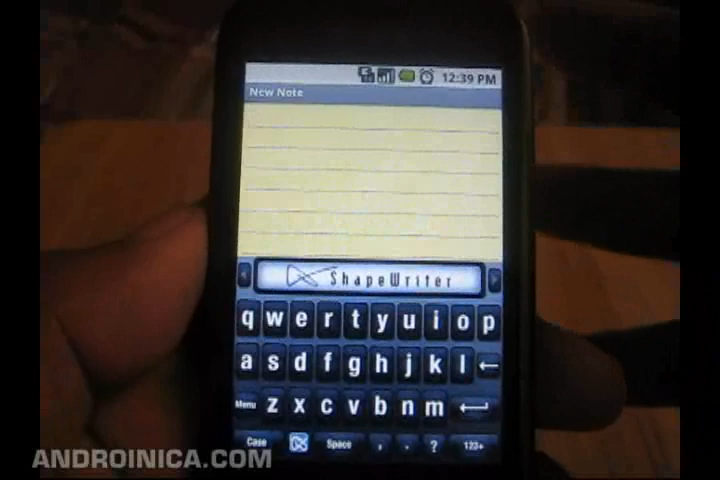 12:39 PM
New Note
ShapeWriter
q w e r t y u i o p
a s d f g h j k l ←
Menu z x c v b n m
Case Space , . ? 123+
ANDROINICA.COM